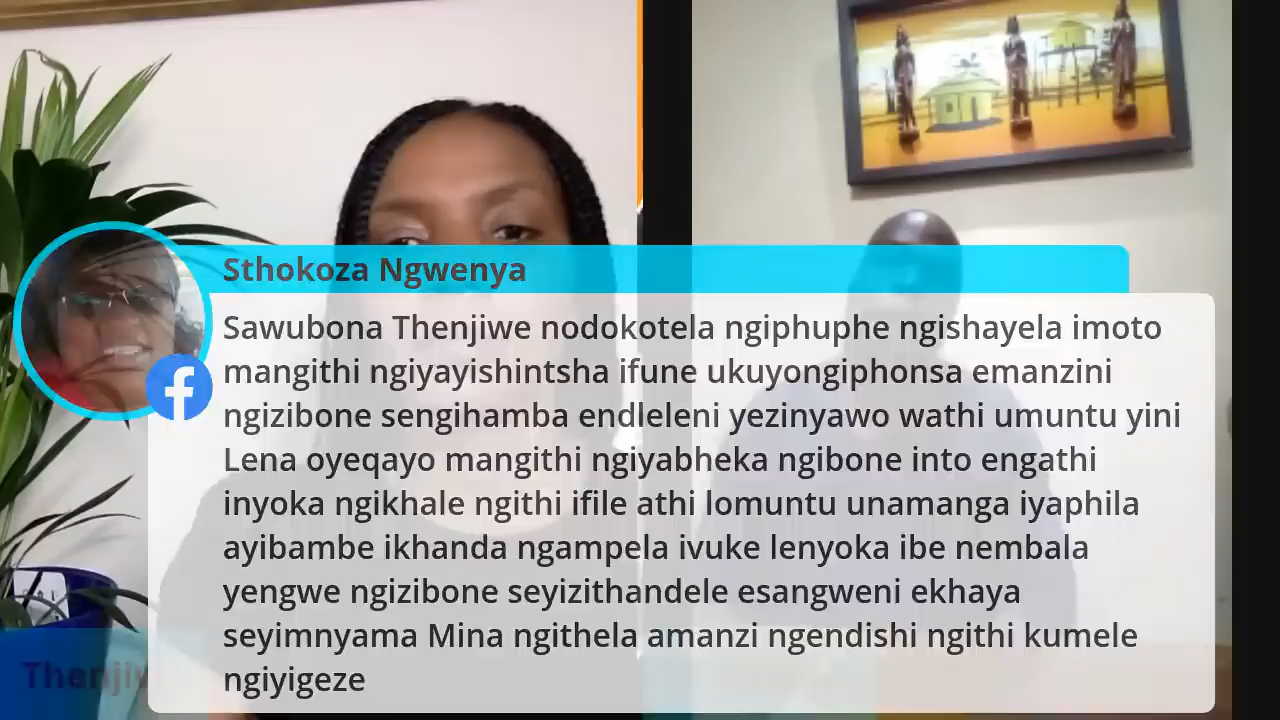 Sthokoza Ngwenya
Sawubona Thenjiwe nodokotela ngiphuphe ngishayela imoto
mangithi ngiyayishintsha ifune ukuyongiphonsa emanzini
ngizibone sengihamba endleleni yezinyawo wathi umuntu yini
Lena oyeqayo mangithi ngiyabheka ngibone into engathi
inyoka ngikhale ngithi ifile athi lomuntu unamanga iyaphila
ayibambe ikhanda ngampela ivuke lenyoka ibe nembala
yengwe ngizibone seyizithandele esangweni ekhaya
seyimnyama Mina ngithela amanzi ngendishi ngithi kumele
ngiyigeze